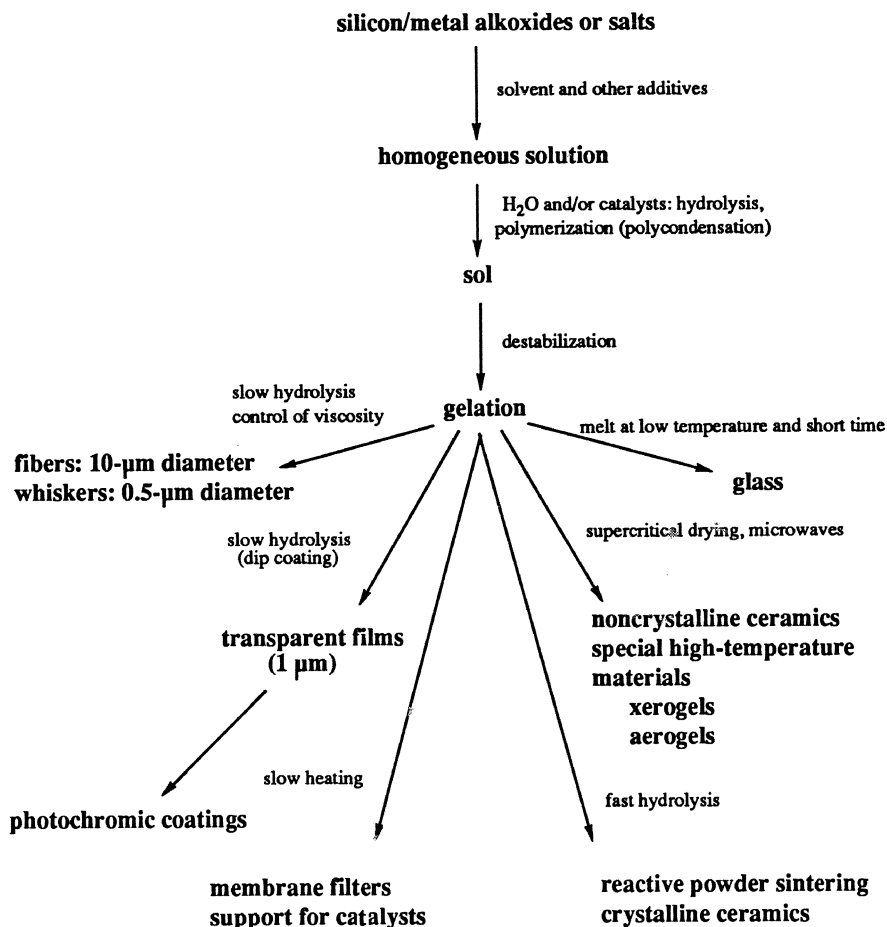 silicon/metal alkoxides or salts
solvent and other additives
homogeneous solution
H₂O and/or catalysts: hydrolysis,
polymerization (polycondensation)
sol
destabilization
gelation
slow hydrolysis
control of viscosity
fibers: 10-μm diameter
whiskers: 0.5-μm diameter
melt at low temperature and short time
glass
slow hydrolysis
(dip coating)
transparent films
(1 μm)
photochromic coatings
supercritical drying, microwaves
noncrystalline ceramics
special high-temperature
materials
xerogels
aerogels
slow heating
membrane filters
support for catalysts
fast hydrolysis
reactive powder sintering
crystalline ceramics